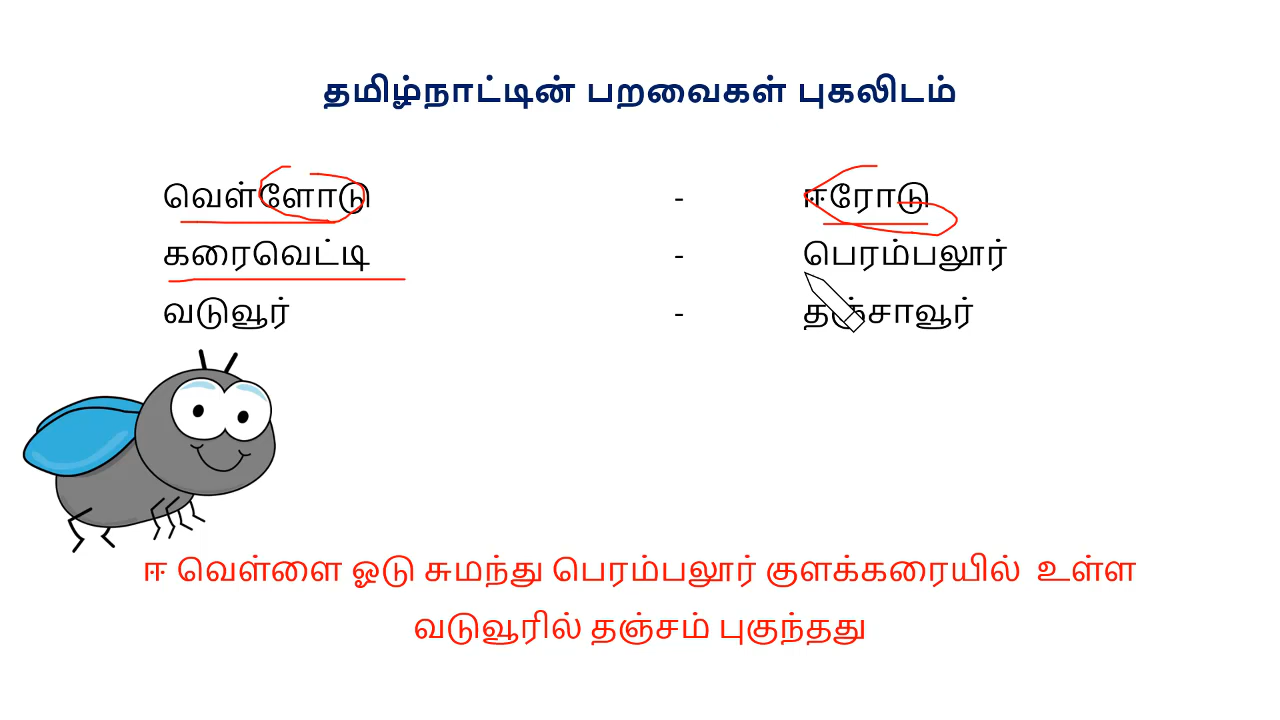 தமிழ்நாட்டின் பறவைகள் புகலிடம்
வெள்ளோடு - ஈரோடு
கரைவெட்டி - பெரம்பலூர்
வடுவூர் - தஞ்சாவூர்
ஈ வெள்ளை ஓடு சுமந்து பெரம்பலூர் குளக்கரையில் உள்ள
வடுவூரில் தஞ்சம் புகுந்தது